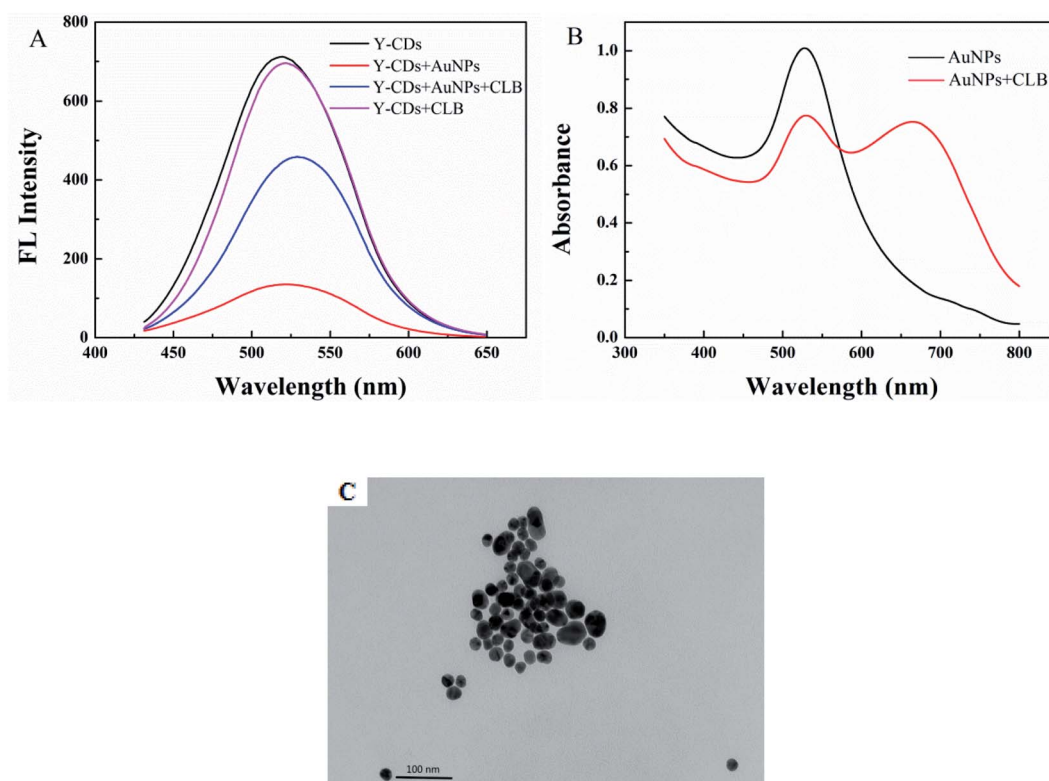 A
Y-CDs
Y-CDs+AuNPs
Y-CDs+AuNPs+CLB
Y-CDs+CLB
800
600
400
200
0
FL Intensity
400 450 500 550 600 650
Wavelength (nm)
B
AuNPs
AuNPs+CLB
1.0
0.8
0.6
0.4
0.2
0.0
Absorbance
300 400 500 600 700 800
Wavelength (nm)
C
100 nm